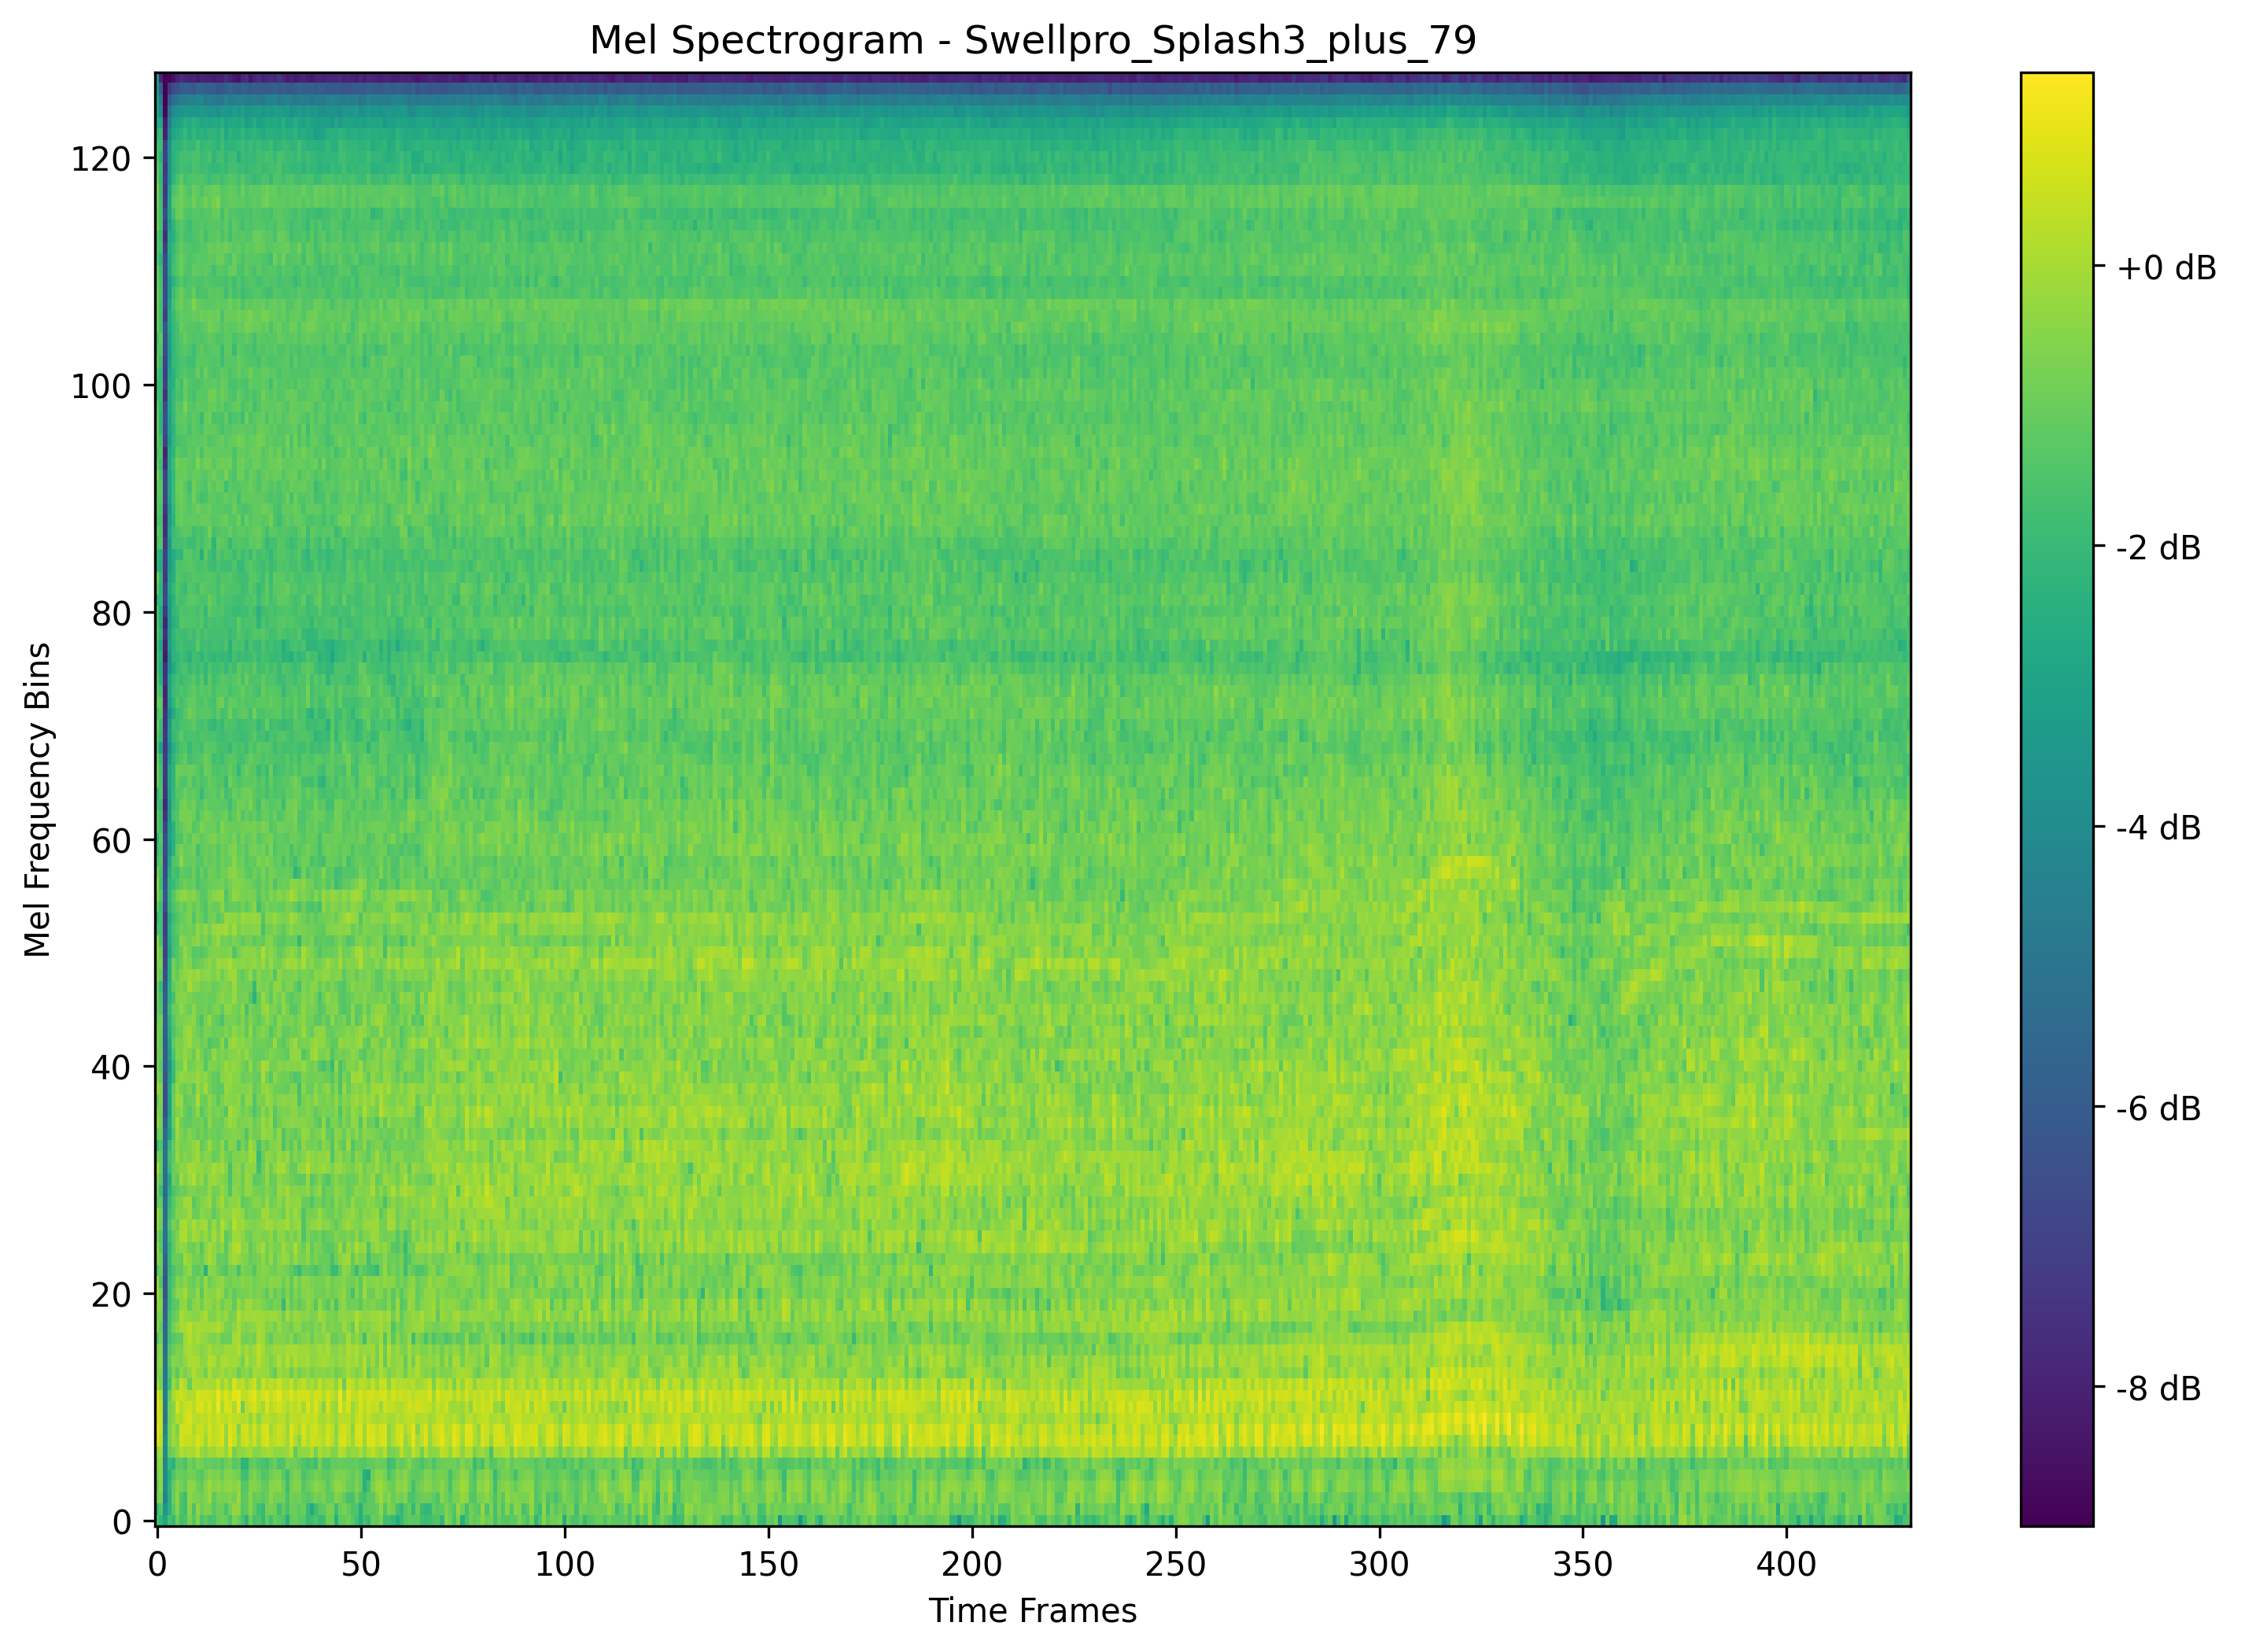 Mel Spectrogram - Swellpro_Splash3_plus_79
Mel Frequency Bins
120
100
80
60
40
20
0
0 50 100 150 200 250 300 350 400
Time Frames
+0 dB
-2 dB
-4 dB
-6 dB
-8 dB